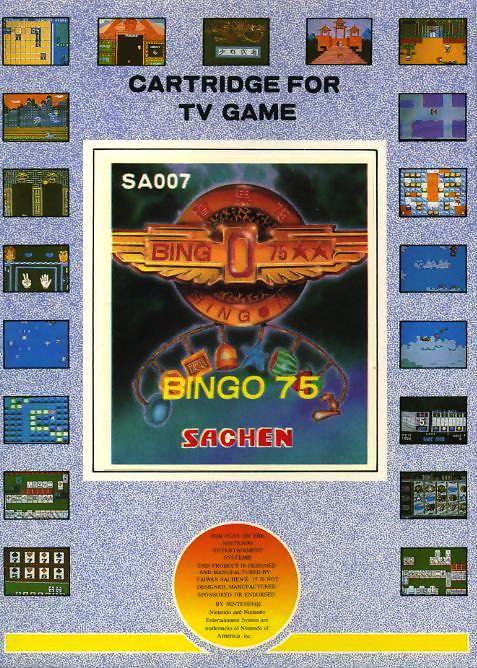 CARTRIDGE FOR
TV GAME
SA007
BINGO 75★★
BINGO
BINGO 75
SACHEN
FOR PLAY ON THE
NINTENDO
ENTERTAINMENT
SYSTEM®
THIS PRODUCT IS DESIGNED
AND MANUFACTURED BY
TAIWAN SACHEN®. IT IS NOT
DESIGNED, MANUFACTURED,
SPONSORED OR ENDORSED
BY NINTENDO®.
Nintendo and Nintendo
Entertainment System are
trademarks of Nintendo of
America inc.